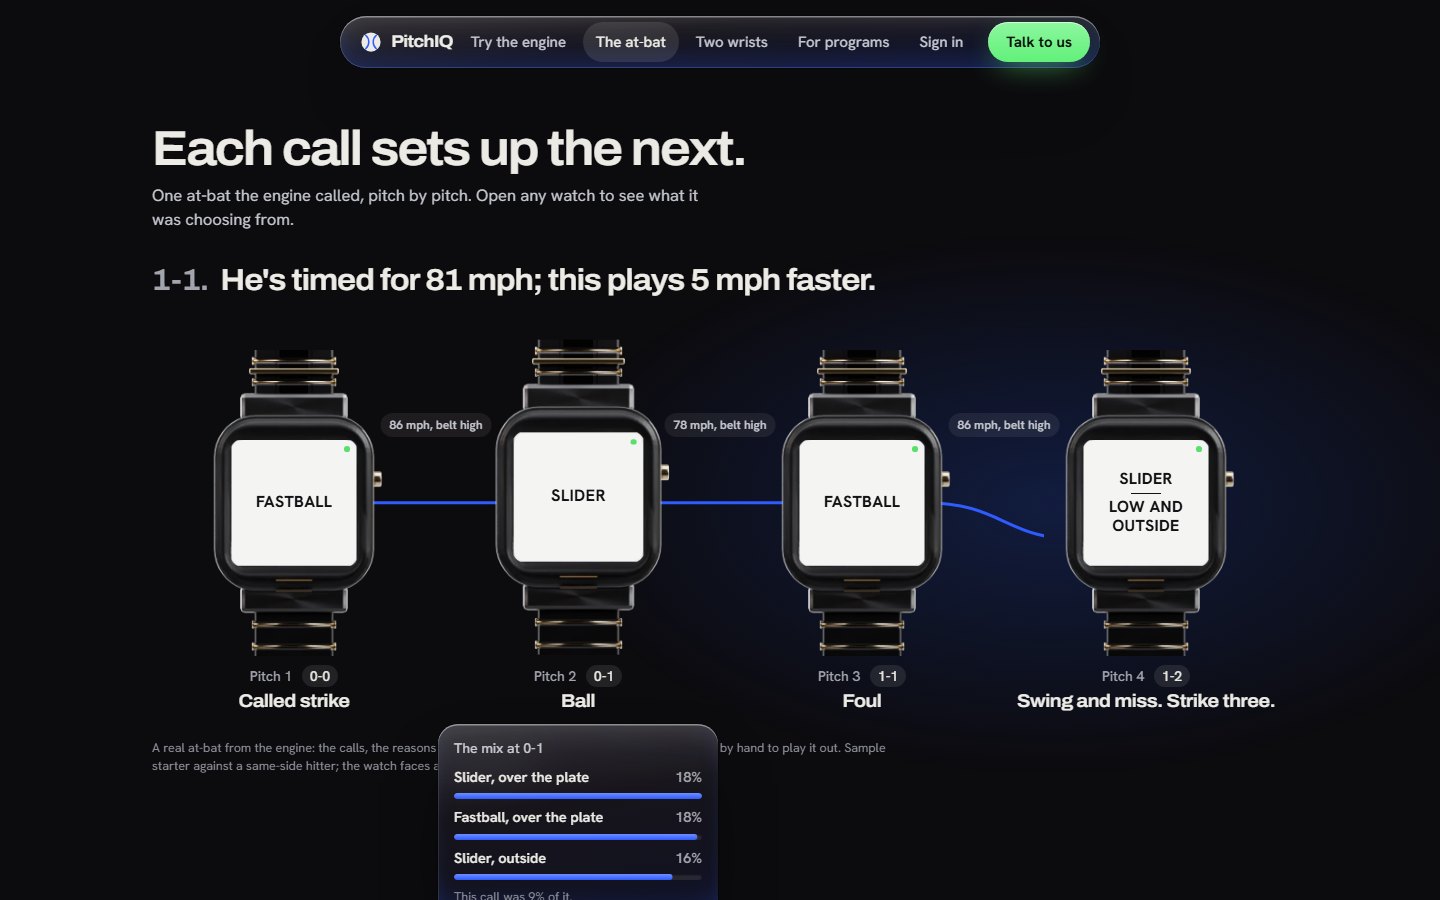 PitchIQ Try the engine The at-bat Two wrists For programs Sign in Talk to us
Each call sets up the next.
One at-bat the engine called, pitch by pitch. Open any watch to see what it
was choosing from.
1-1. He's timed for 81 mph; this plays 5 mph faster.
86 mph, belt high
78 mph, belt high
86 mph, belt high
FASTBALL
SLIDER
FASTBALL
SLIDER
LOW AND
OUTSIDE
Pitch 1 0-0
Called strike
Pitch 2 0-1
Ball
Pitch 3 1-1
Foul
Pitch 4 1-2
Swing and miss. Strike three.
A real at-bat from the engine: the calls, the reasons by hand to play it out. Sample
starter against a same-side hitter; the watch faces
The mix at 0-1
Slider, over the plate 18%
Fastball, over the plate 18%
Slider, outside 16%
This call was 9% of it.